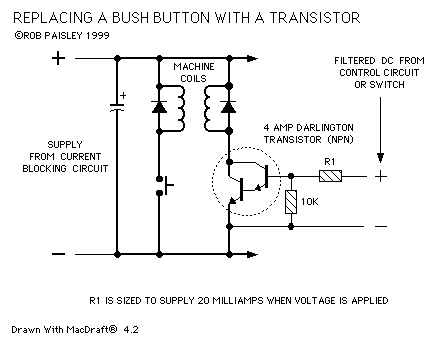 REPLACING A BUSH BUTTON WITH A TRANSISTOR
©ROB PAISLEY 1999
+
MACHINE
COILS
FILTERED DC FROM
CONTROL CIRCUIT
OR SWITCH
+
4 AMP DARLINGTON
TRANSISTOR (NPN)
SUPPLY
FROM CURRENT
BLOCKING CIRCUIT
R1
+
10K
−
−
R1 IS SIZED TO SUPPLY 20 MILLIAMPS WHEN VOLTAGE IS APPLIED
Drawn With MacDraft® 4.2